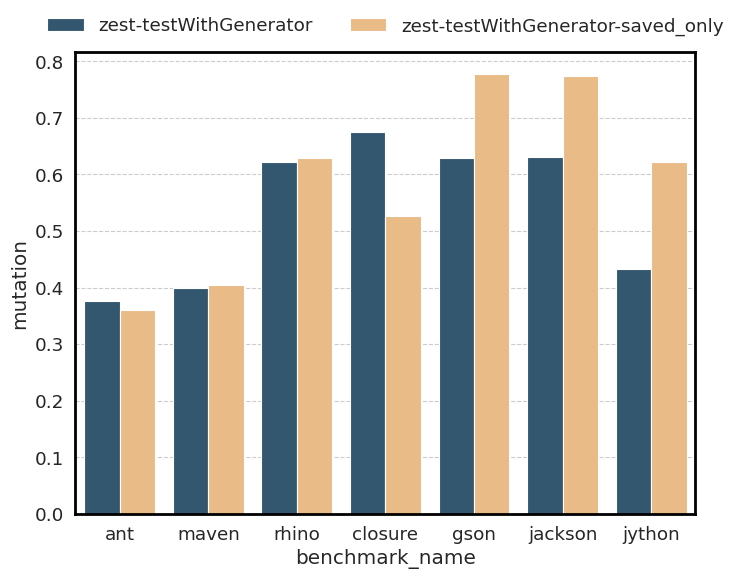 zest-testWithGenerator zest-testWithGenerator-saved_only
0.8
0.7
0.6
0.5
0.4
0.3
0.2
0.1
0.0
mutation
ant maven rhino closure gson jackson jython
benchmark_name